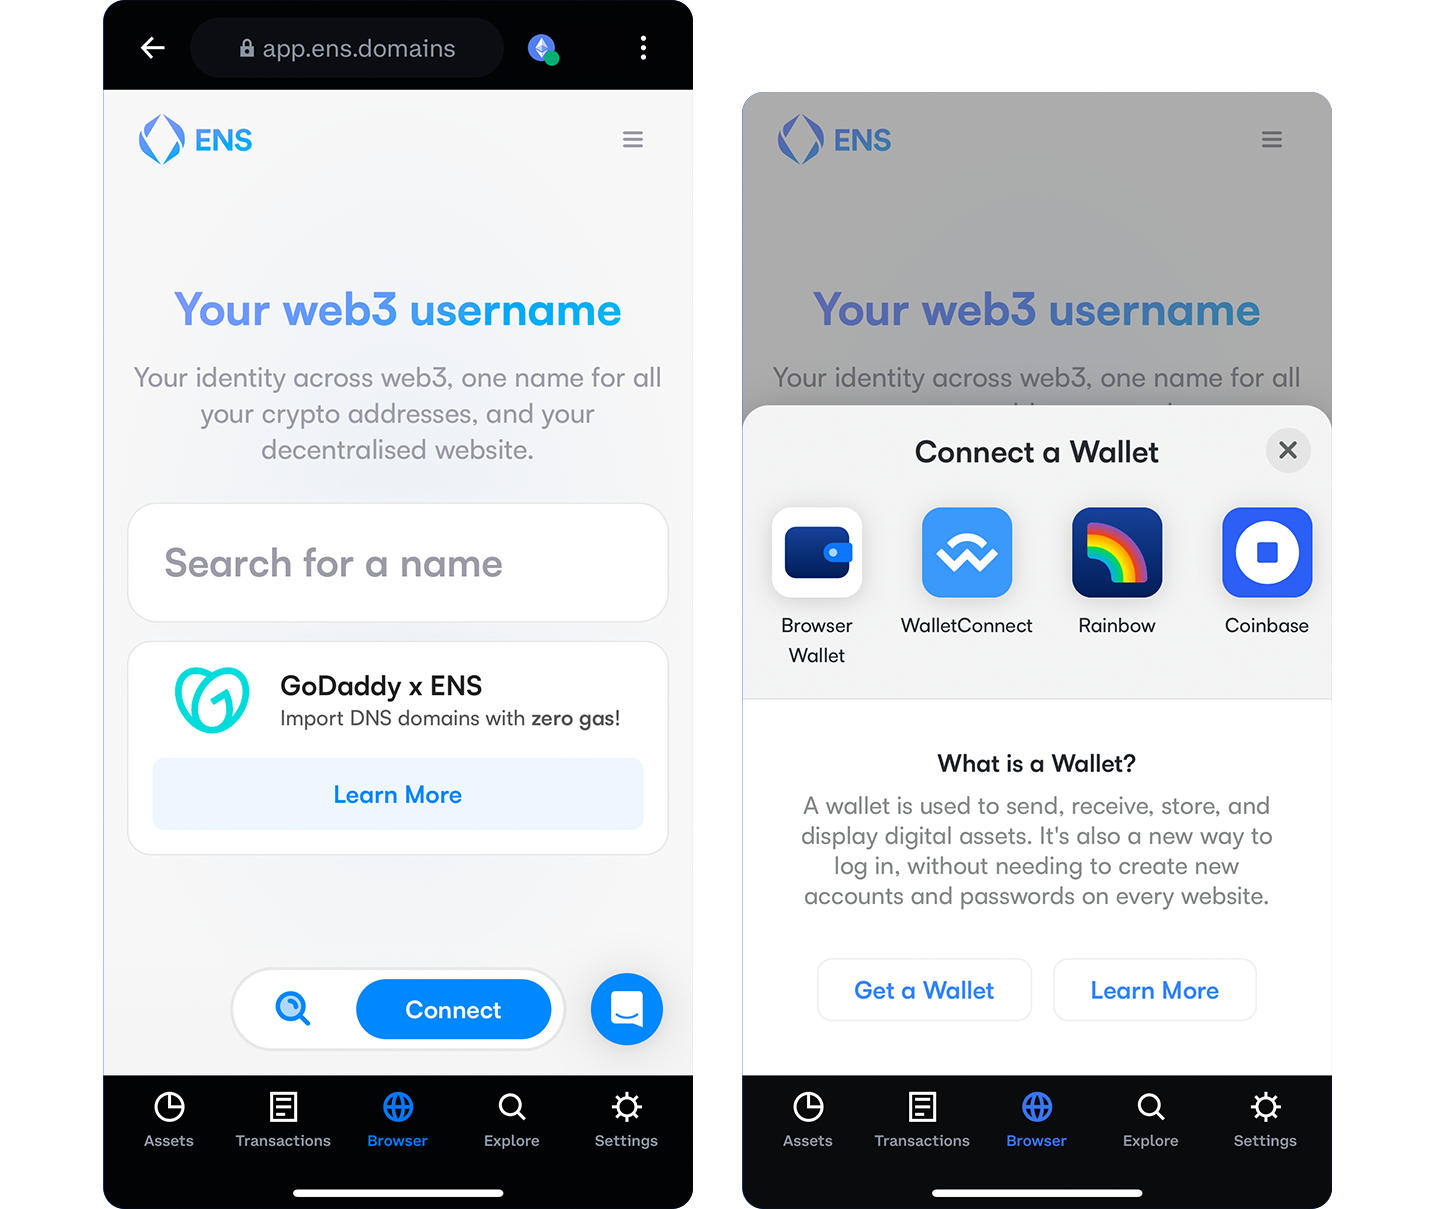 app.ens.domains
ENS
Your web3 username
Your identity across web3, one name for all
your crypto addresses, and your
decentralised website.
Search for a name
GoDaddy x ENS
Import DNS domains with zero gas!
Learn More
Connect
Assets
Transactions
Browser
Explore
Settings
ENS
Your web3 username
Your identity across web3, one name for all
Connect a Wallet
Browser
Wallet
WalletConnect
Rainbow
Coinbase
What is a Wallet?
A wallet is used to send, receive, store, and
display digital assets. It's also a new way to
log in, without needing to create new
accounts and passwords on every website.
Get a Wallet
Learn More
Assets
Transactions
Browser
Explore
Settings